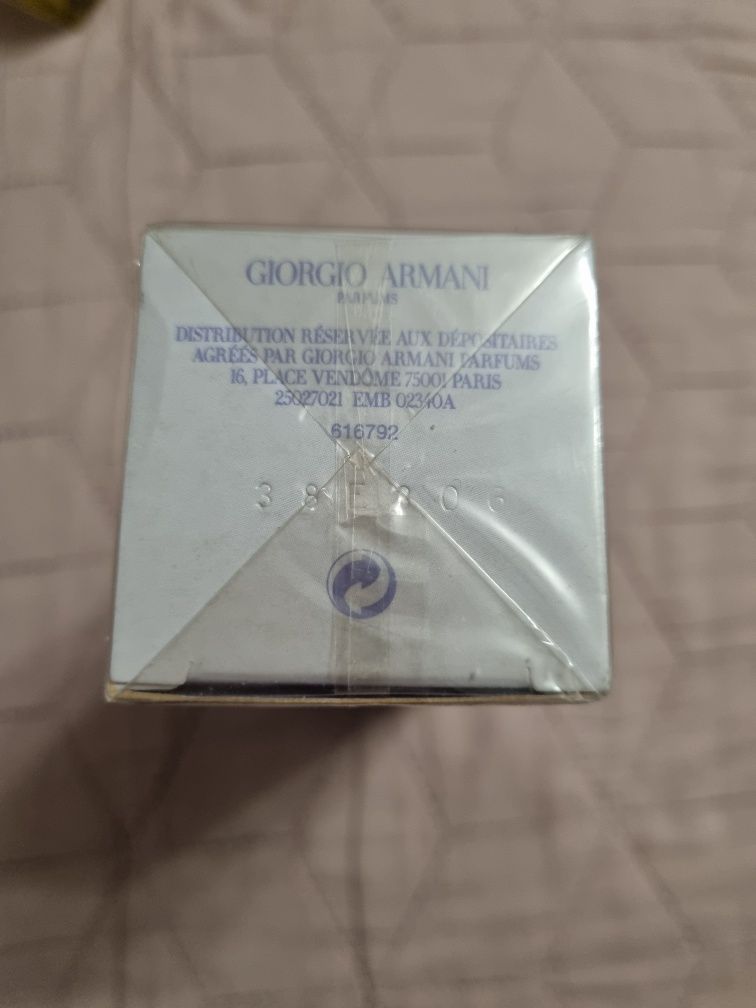 GIORGIO ARMANI
PARFUMS
DISTRIBUTION RÉSERVÉE AUX DÉPOSITAIRES
AGRÉÉS PAR GIORGIO ARMANI PARFUMS
16, PLACE VENDÔME 75001 PARIS
25027021 EMB 02340A
616792